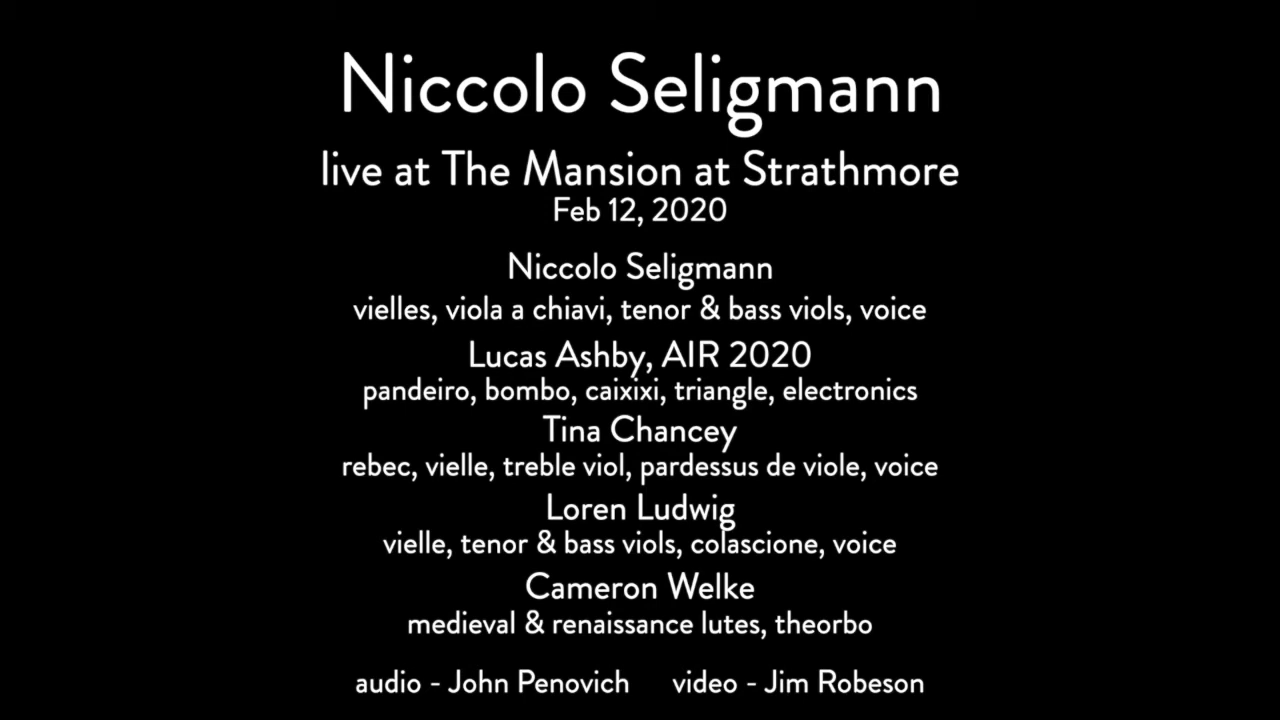 Niccolo Seligmann
live at The Mansion at Strathmore
Feb 12, 2020
Niccolo Seligmann
vielles, viola a chiavi, tenor & bass viols, voice
Lucas Ashby, AIR 2020
pandeiro, bombo, caixixi, triangle, electronics
Tina Chancey
rebec, vielle, treble viol, pardessus de viole, voice
Loren Ludwig
vielle, tenor & bass viols, colascione, voice
Cameron Welke
medieval & renaissance lutes, theorbo
audio - John Penovich video - Jim Robeson